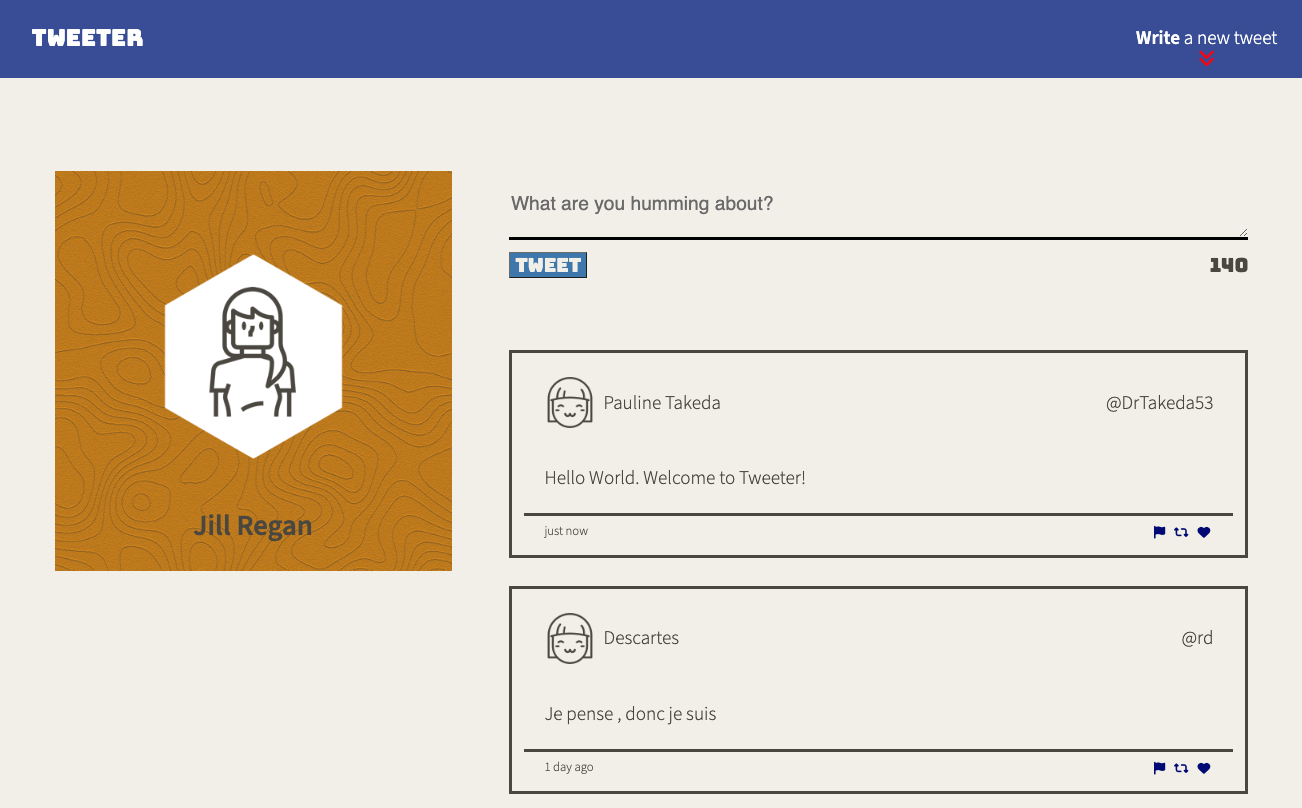 TWEETER
Write a new tweet
What are you humming about?
TWEET
140
Jill Regan
Pauline Takeda
@DrTakeda53
Hello World. Welcome to Tweeter!
just now
Descartes
@rd
Je pense , donc je suis
1 day ago